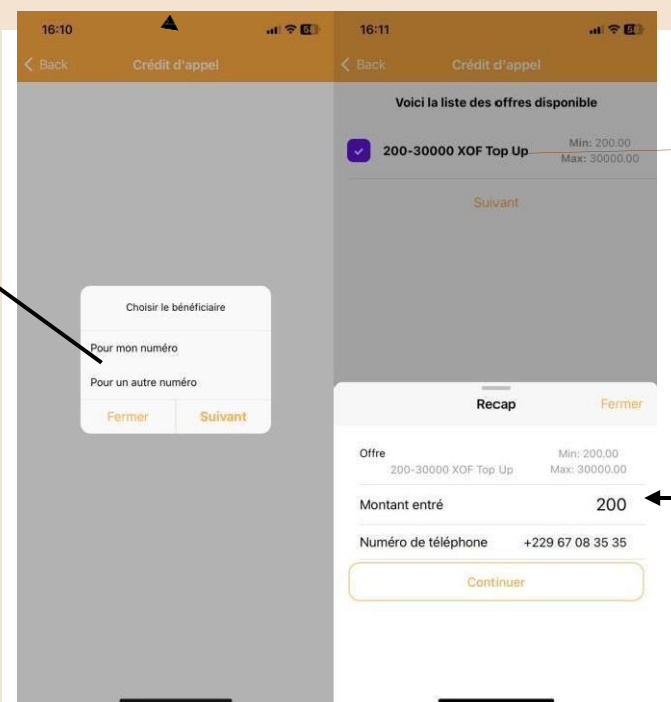 16:10
Back
Crédit d'appel
Choisir le bénéficiaire
Pour mon numéro
Pour un autre numéro
Fermer
Suivant
16:11
Back
Crédit d'appel
Voici la liste des offres disponible
200-30000 XOF Top Up
Min: 200.00
Max: 30000.00
Suivant
Recap
Fermer
Offre
200-30000 XOF Top Up
Min: 200.00
Max: 30000.00
Montant entré
200
Numéro de téléphone
+229 67 08 35 35
Continuer